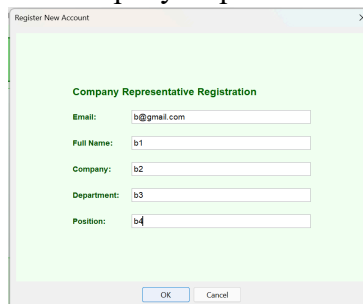 Register New Account
Company Representative Registration
Email: b@gmail.com
Full Name: b1
Company: b2
Department: b3
Position: b4
OK Cancel